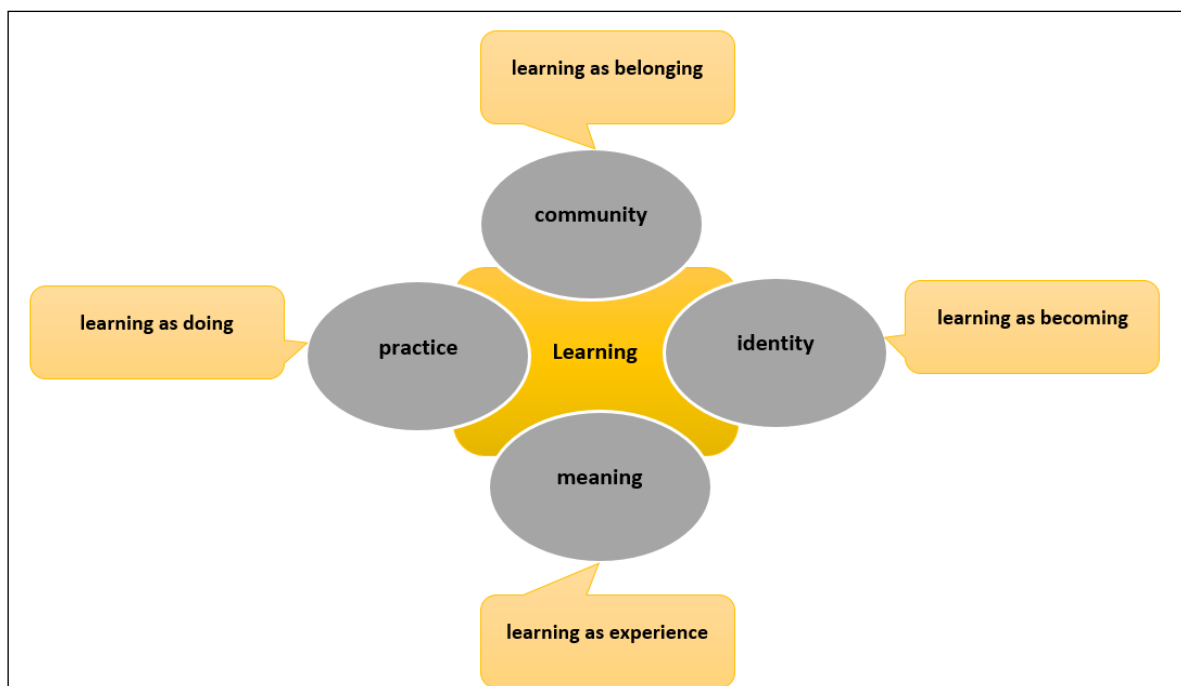 learning as belonging
community
learning as doing
practice
Learning
identity
learning as becoming
meaning
learning as experience